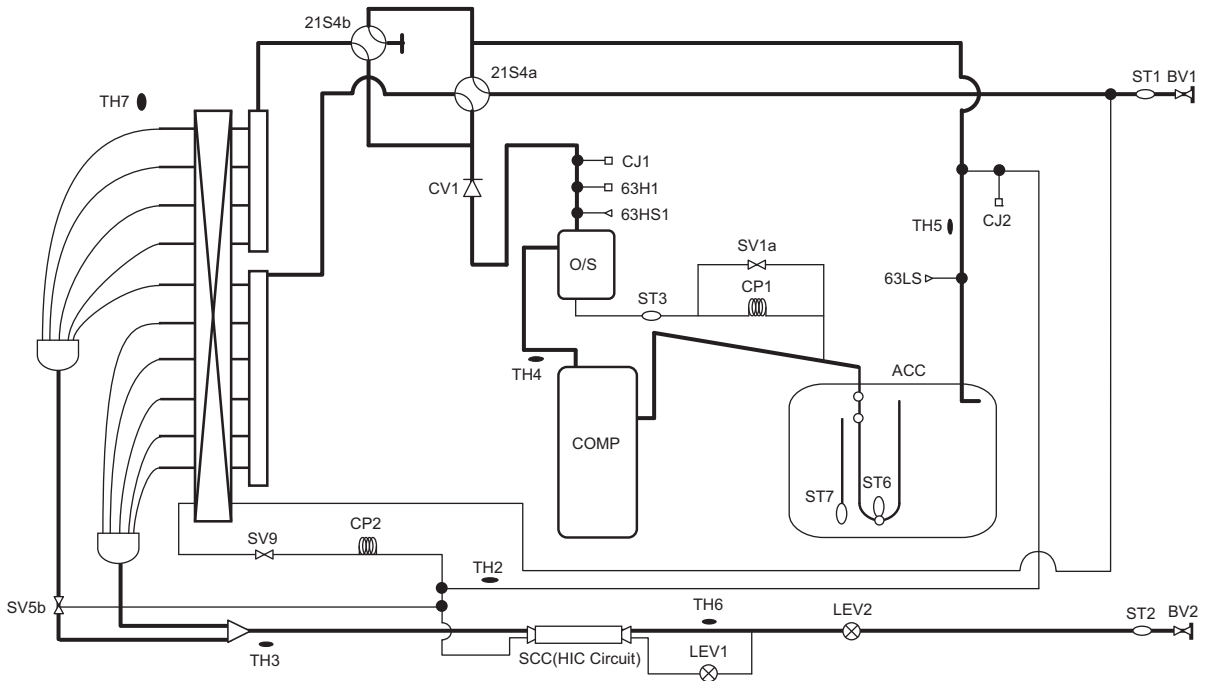 21S4b
21S4a
ST1 BV1
TH7
CV1
CJ1
63H1
63HS1
CJ2
TH5
O/S
SV1a
CP1
ST3
63LS
TH4
ACC
COMP
ST7
ST6
SV9
CP2
TH2
SV5b
TH3
SCC(HIC Circuit)
TH6
LEV1
LEV2
ST2
BV2